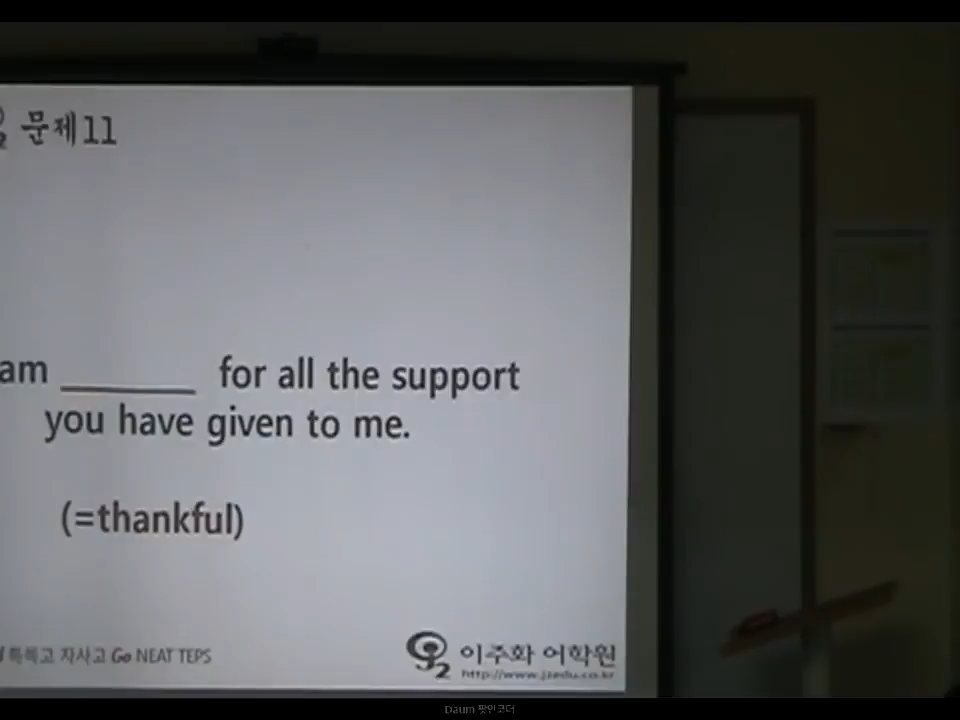 문제11
am ______ for all the support
you have given to me.
(=thankful)
특목고 자사고 Go NEAT TEPS
이주화 어학원
http://www.jzedu.co.kr
Daum 팟인코더